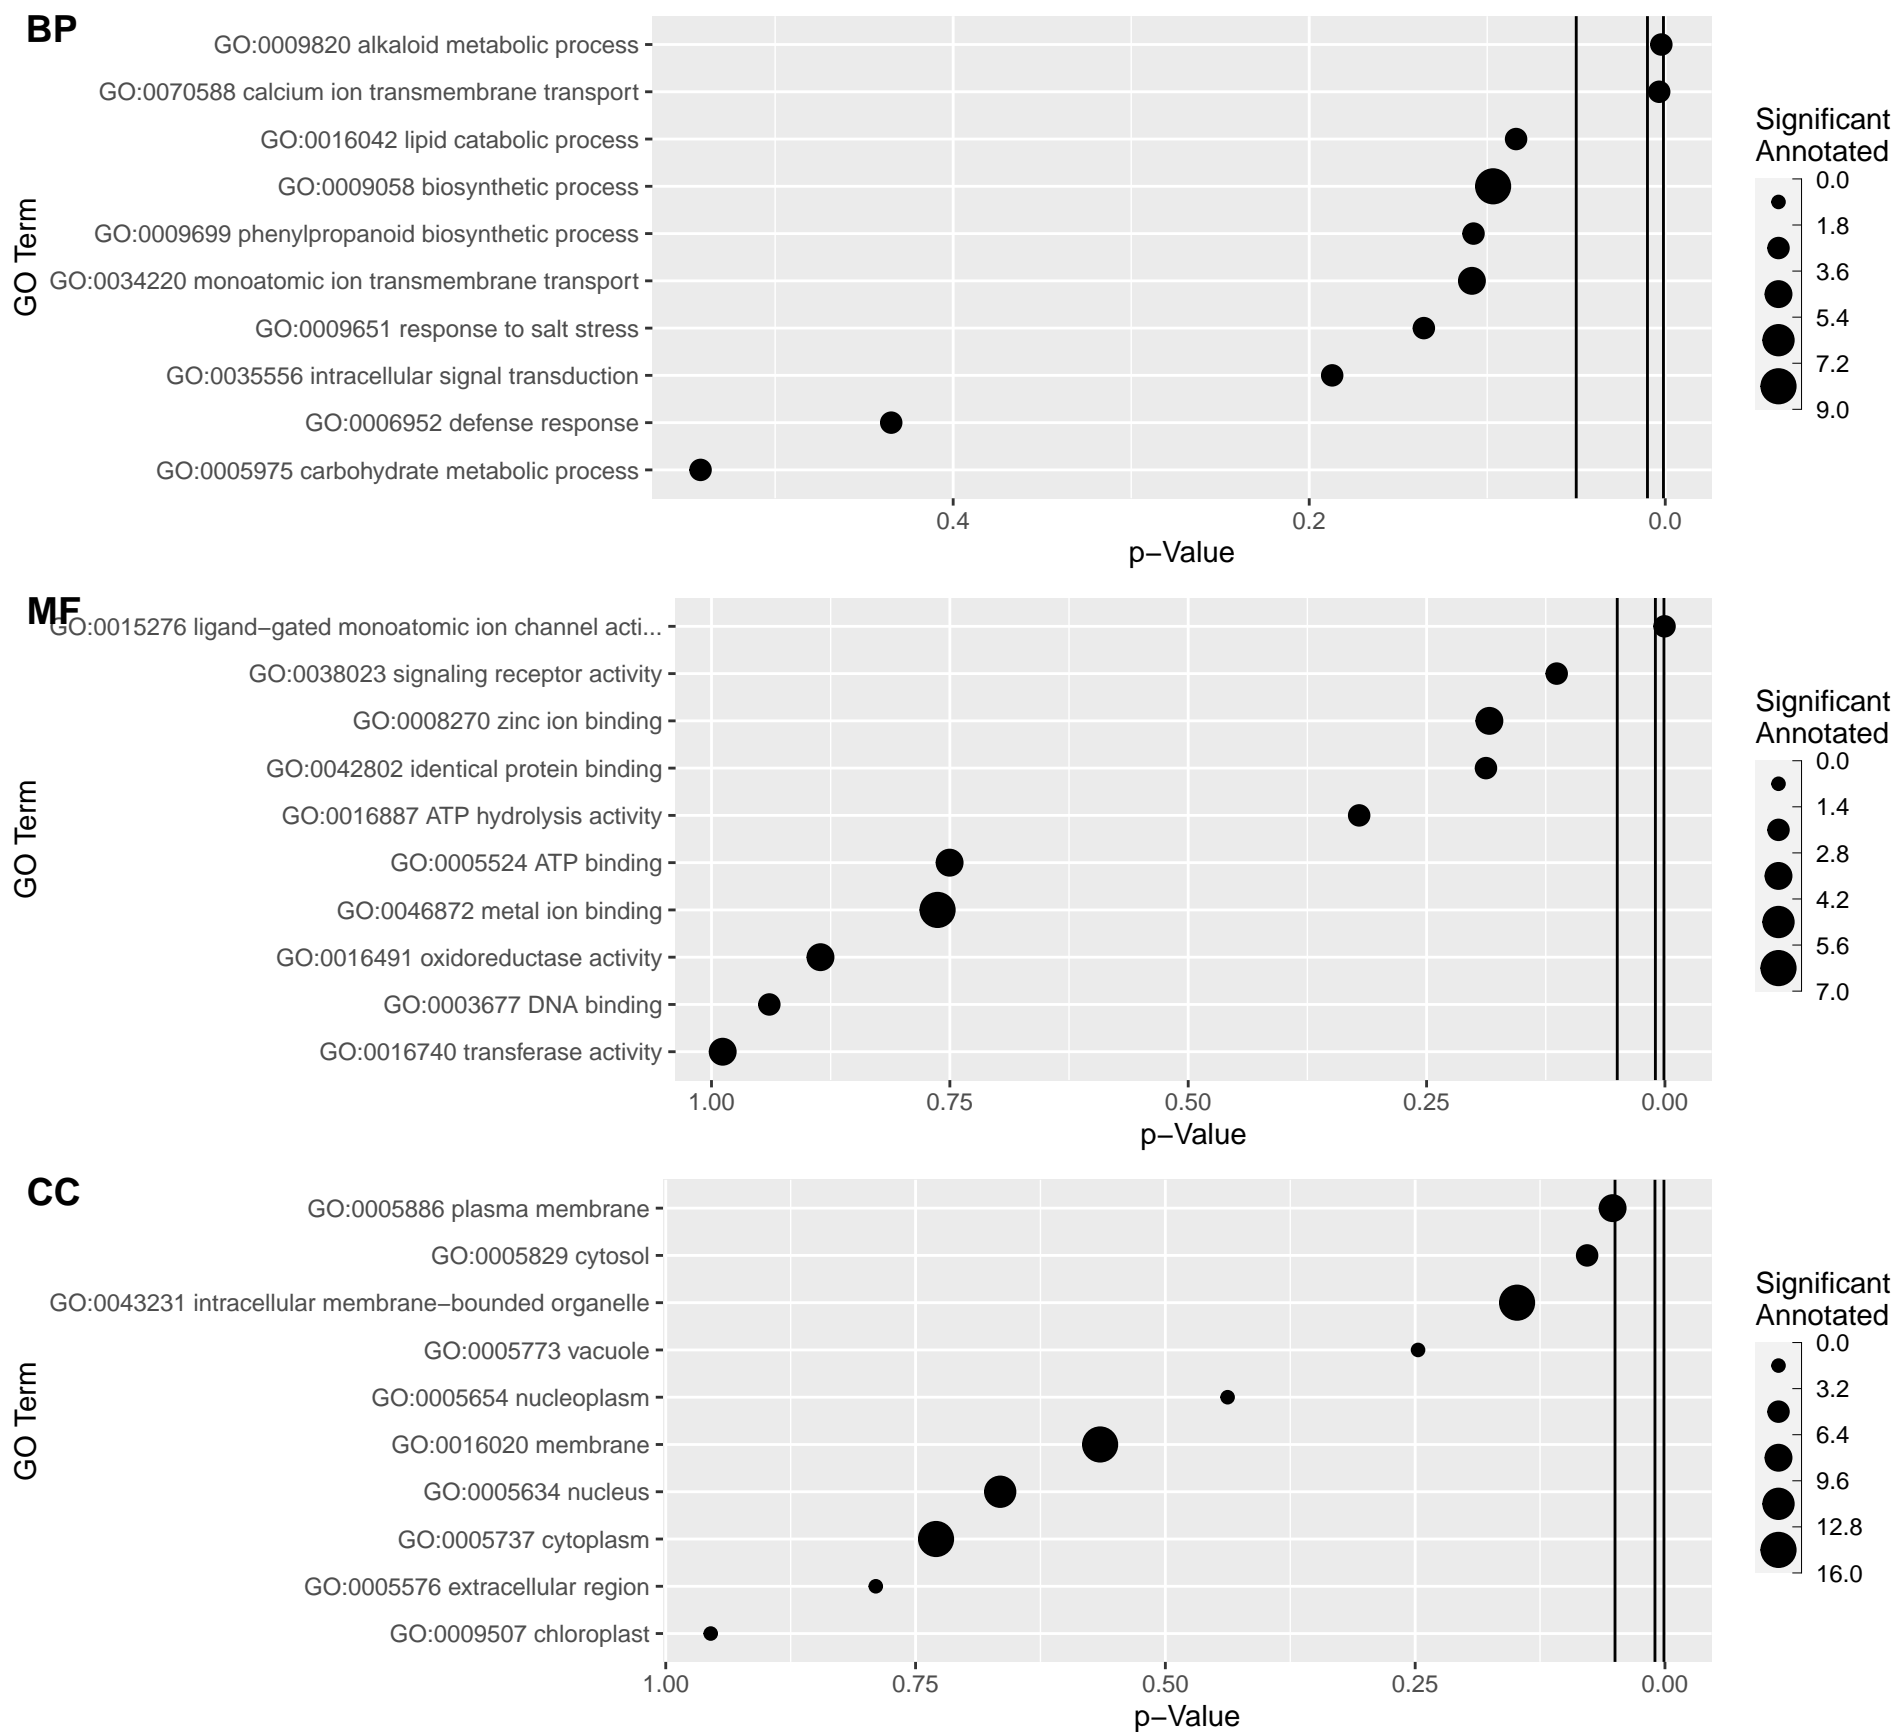 BP
GO Term
GO:0009820 alkaloid metabolic process
GO:0070588 calcium ion transmembrane transport
GO:0016042 lipid catabolic process
GO:0009058 biosynthetic process
GO:0009699 phenylpropanoid biosynthetic process
GO:0034220 monoatomic ion transmembrane transport
GO:0009651 response to salt stress
GO:0035556 intracellular signal transduction
GO:0006952 defense response
GO:0005975 carbohydrate metabolic process
0.4 0.2 0.0
p−Value
Significant
Annotated
0.0
1.8
3.6
5.4
7.2
9.0
MF
GO Term
GO:0015276 ligand−gated monoatomic ion channel acti...
GO:0038023 signaling receptor activity
GO:0008270 zinc ion binding
GO:0042802 identical protein binding
GO:0016887 ATP hydrolysis activity
GO:0005524 ATP binding
GO:0046872 metal ion binding
GO:0016491 oxidoreductase activity
GO:0003677 DNA binding
GO:0016740 transferase activity
1.00 0.75 0.50 0.25 0.00
p−Value
Significant
Annotated
0.0
1.4
2.8
4.2
5.6
7.0
CC
GO Term
GO:0005886 plasma membrane
GO:0005829 cytosol
GO:0043231 intracellular membrane−bounded organelle
GO:0005773 vacuole
GO:0005654 nucleoplasm
GO:0016020 membrane
GO:0005634 nucleus
GO:0005737 cytoplasm
GO:0005576 extracellular region
GO:0009507 chloroplast
1.00 0.75 0.50 0.25 0.00
p−Value
Significant
Annotated
0.0
3.2
6.4
9.6
12.8
16.0